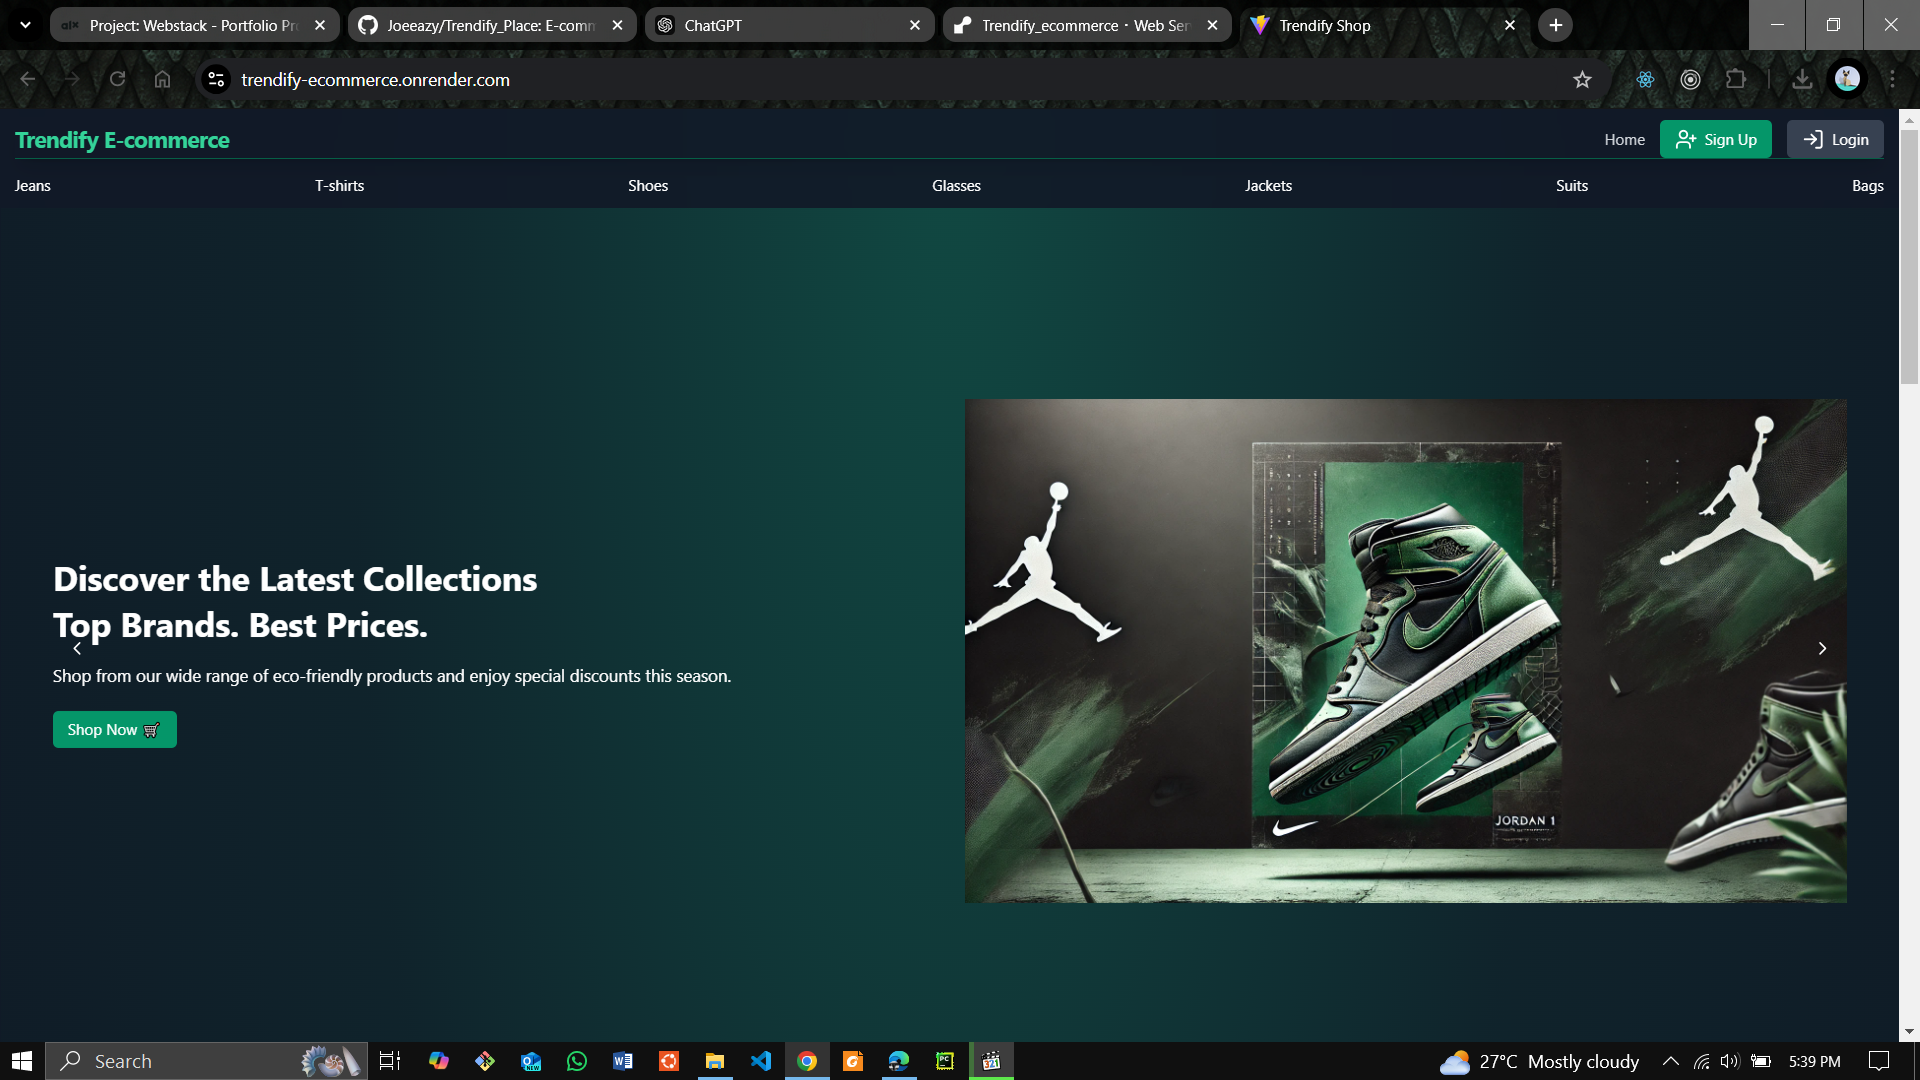 Project: Webstack - Portfolio Pr
Joeeazy/Trendify_Place: E-comm
ChatGPT
Trendify_ecommerce · Web Ser
Trendify Shop
trendify-ecommerce.onrender.com
Trendify E-commerce
Home
Sign Up
Login
Jeans
T-shirts
Shoes
Glasses
Jackets
Suits
Bags
Discover the Latest Collections
Top Brands. Best Prices.
Shop from our wide range of eco-friendly products and enjoy special discounts this season.
Shop Now
JORDAN 1
Search
27°C Mostly cloudy
5:39 PM